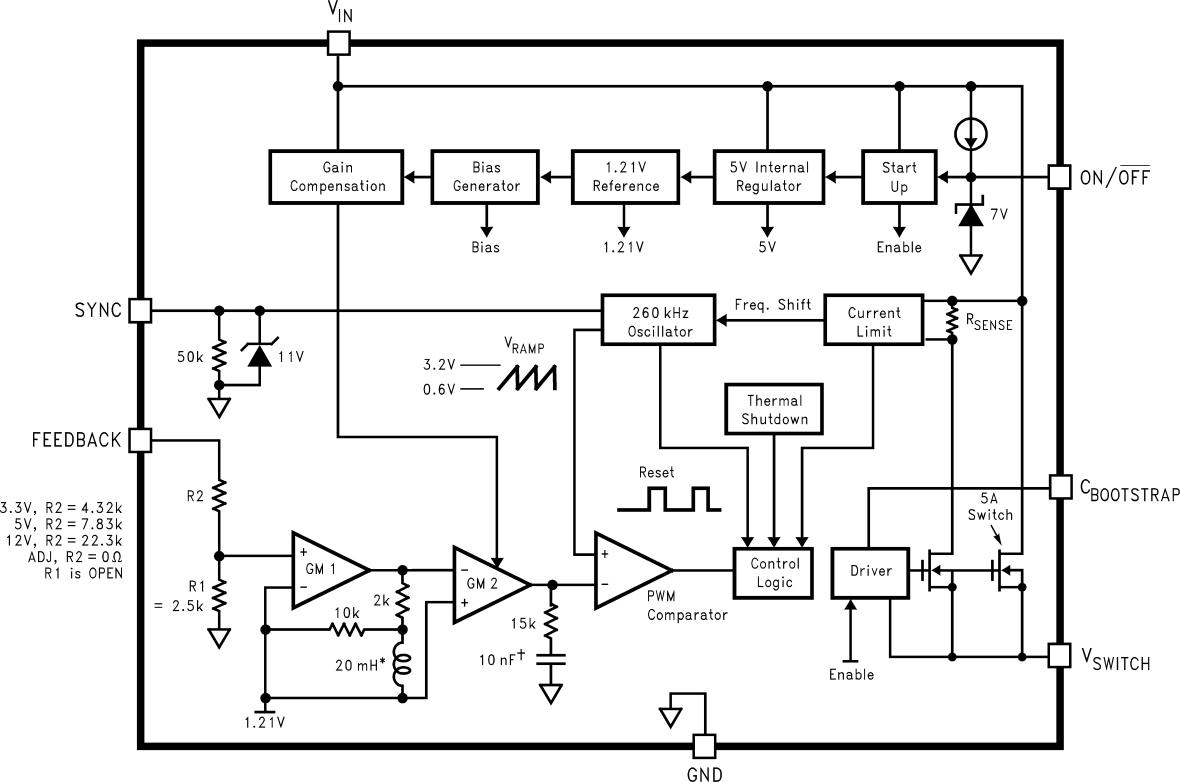 VIN
Gain
Compensation
Bias
Generator
1.21V
Reference
5V Internal
Regulator
Start
Up
ON/OFF
7V
Bias
1.21V
5V
Enable
SYNC
260 kHz
Oscillator
Freq. Shift
Current
Limit
RSENSE
50k
11V
VRAMP
3.2V
0.6V
Thermal
Shutdown
FEEDBACK
Reset
R2
3.3V, R2 = 4.32k
5V, R2 = 7.83k
12V, R2 = 22.3k
ADJ, R2 = 0Ω
R1 is OPEN
5A
Switch
CBOOTSTRAP
+
−
GM 1
−
+
GM 2
+
−
PWM
Comparator
Control
Logic
Driver
R1
= 2.5k
2k
10k
20 mH*
15k
10 nF†
1.21V
Enable
VSWITCH
GND